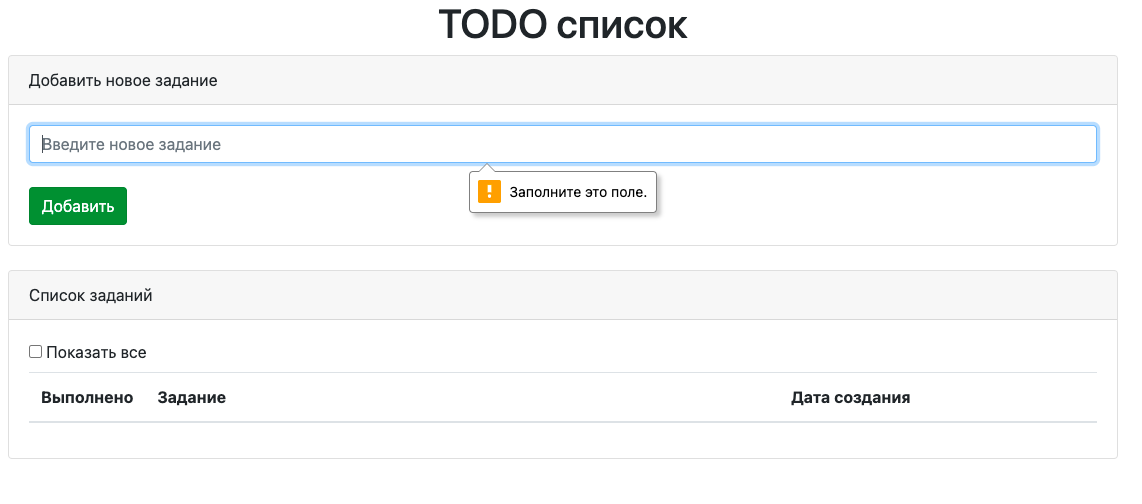 TODO список
Добавить новое задание
Введите новое задание
Заполните это поле.
Добавить
Список заданий
Показать все
Выполнено Задание Дата создания